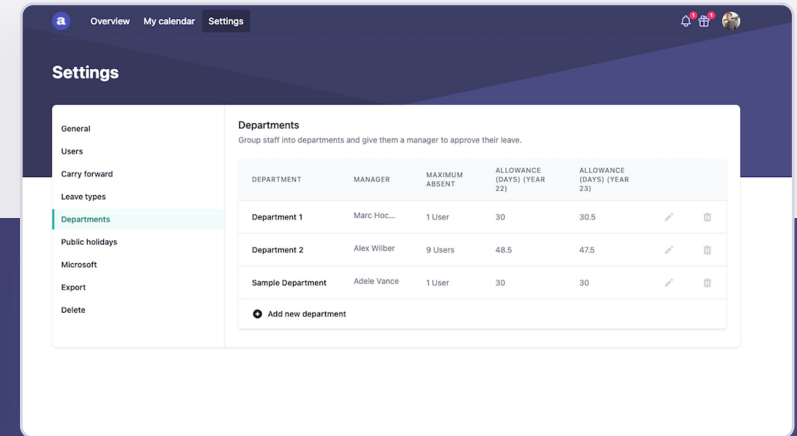 a Overview My calendar Settings 1 1
Settings
General
Users
Carry forward
Leave types
Departments
Public holidays
Microsoft
Export
Delete
Departments
Group staff into departments and give them a manager to approve their leave.
DEPARTMENT MANAGER MAXIMUM ABSENT ALLOWANCE (DAYS) (YEAR 22) ALLOWANCE (DAYS) (YEAR 23)
Department 1 Marc Hoc... 1 User 30 30.5
Department 2 Alex Wilber 9 Users 48.5 47.5
Sample Department Adele Vance 1 User 30 30
Add new department